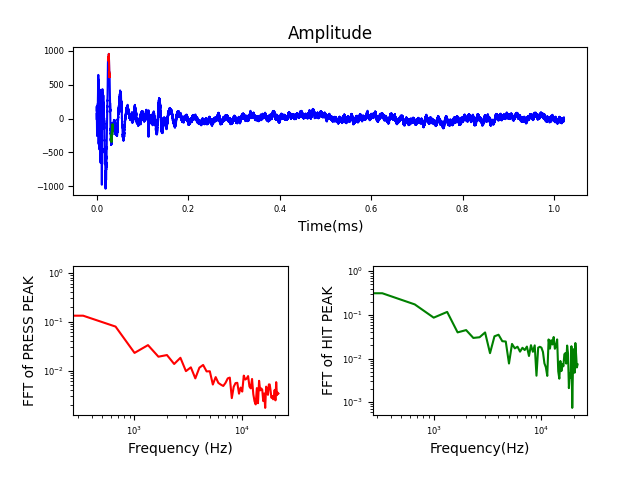 Amplitude
1000
500
0
−500
−1000
0.0 0.2 0.4 0.6 0.8 1.0
Time(ms)
FFT of PRESS PEAK
10⁰
10⁻¹
10⁻²
10³ 10⁴
Frequency (Hz)
FFT of HIT PEAK
10⁰
10⁻¹
10⁻²
10⁻³
10³ 10⁴
Frequency(Hz)